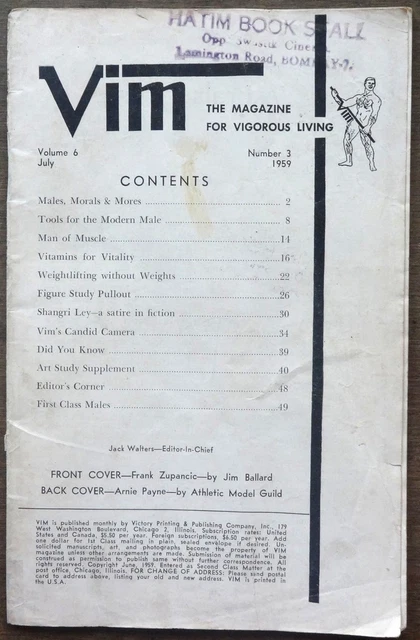 HATIM BOOK STALL
Opp. Cinema
Lamington Road, BOMBAY-7.
Vim
THE MAGAZINE
FOR VIGOROUS LIVING
Vim
Volume 6 Number 3
July 1959
CONTENTS
Males, Morals & Mores 2
Tools for the Modern Male 8
Man of Muscle 14
Vitamins for Vitality 16
Weightlifting without Weights 22
Figure Study Pullout 26
Shangri Ley—a satire in fiction 30
Vim's Candid Camera 34
Did You Know 39
Art Study Supplement 40
Editor's Corner 48
First Class Males 49
Jack Walters—Editor-In-Chief
FRONT COVER—Frank Zupancic—by Jim Ballard
BACK COVER—Arnie Payne—by Athletic Model Guild
VIM is published monthly by Victory Printing & Publishing Company, Inc., 179
West Washington Boulevard, Chicago 2, Illinois. Subscription rates: United
States and Canada, $5.50 per year. Foreign subscriptions, $6.50 per year. Add
one dollar for 1st Class mailing in plain, sealed envelope if desired. Un-
solicited manuscripts, art, and photographs become the property of VIM
magazine unless other arrangements are made. Submission of material will be
construed as permission to publish same without further correspondence. All
rights reserved. Copyright June, 1959. Entered as Second Class Matter at the
post office, Chicago, Illinois. FOR CHANGE OF ADDRESS: Please send postal
card to address above, listing your old and new address. VIM is printed in
the U.S.A.